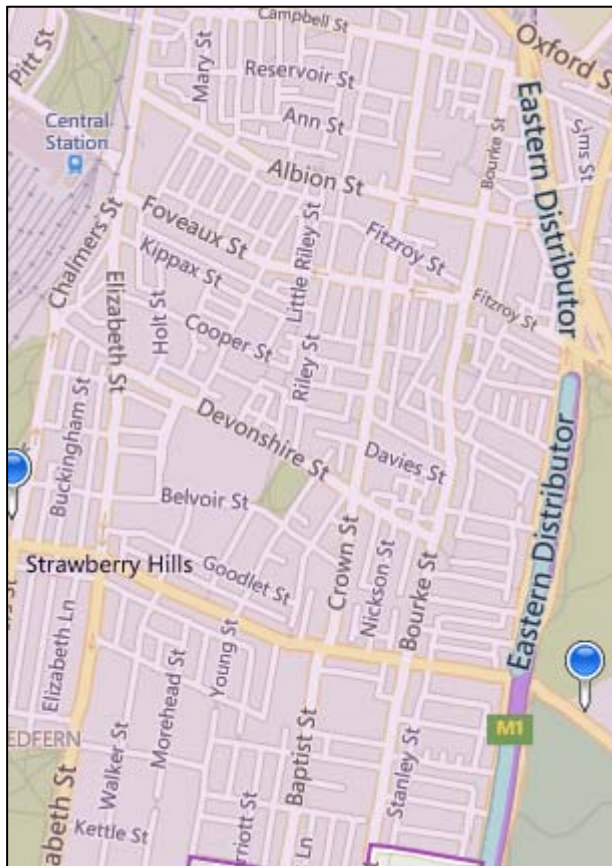 Campbell St
Pitt St
Mary St
Oxford S
Reservoir St
Eastern Distributor
Sims St
Ann St
Central
Station
Bourke St
Albion St
Chalmers St
Foveaux St
Little Riley St
Fitzroy St
Kippax St
Elizabeth St
Holt St
Fitzroy St
Cooper St
Riley St
Buckingham St
Devonshire St
Davies St
Eastern Distributor
Belvoir St
Crown St
Nickson St
Bourke St
Strawberry Hills
Goodlet St
Elizabeth Ln
Young St
Morehead St
EDFERN
Walker St
Baptist St
Stanley St
M1
zabeth St
Kettle St
rriott St
Ln
St